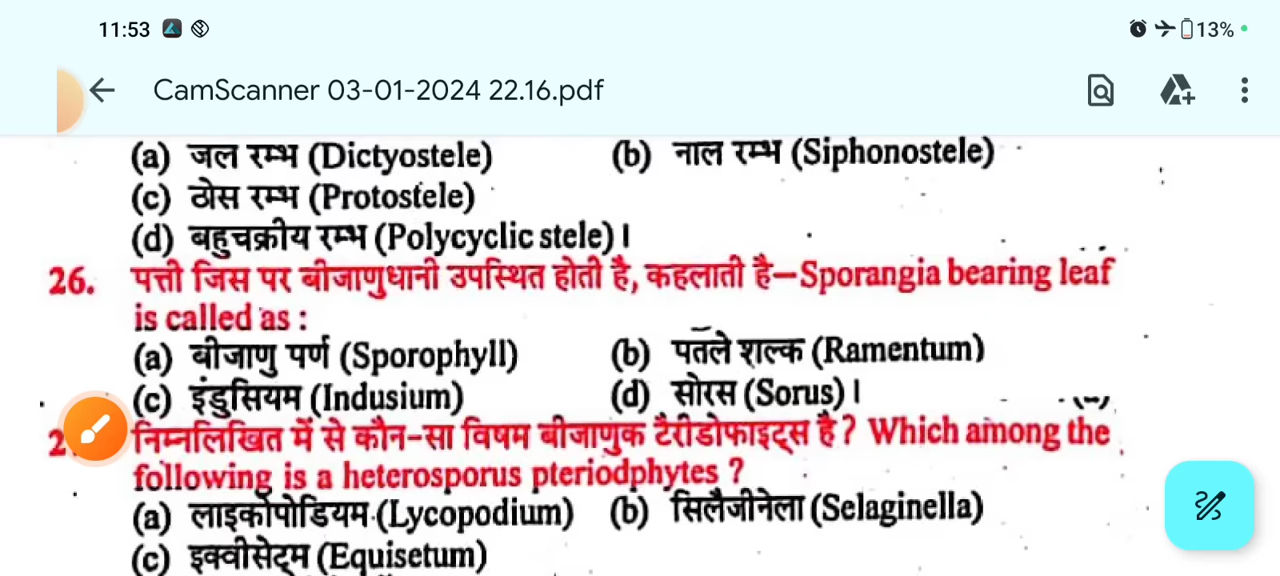 11:53
13%
CamScanner 03-01-2024 22.16.pdf
(a) जल रम्भ (Dictyostele) (b) नाल रम्भ (Siphonostele)
(c) ठोस रम्भ (Protostele)
(d) बहुचक्रीय रम्भ (Polycyclic stele)।
26. पत्ती जिस पर बीजाणुधानी उपस्थित होती है, कहलाती है–Sporangia bearing leaf
is called as :
(a) बीजाणु पर्ण (Sporophyll) (b) पतले शल्क (Ramentum)
(c) इंडुसियम (Indusium) (d) सोरस (Sorus)।
2 निम्नलिखित में से कौन-सा विषम बीजाणुक टैरीडोफाइट्स है? Which among the
following is a heterosporus pteriodphytes ?
(a) लाइकोपोडियम (Lycopodium) (b) सिलैजीनेला (Selaginella)
(c) इक्वीसेट्म (Equisetum)